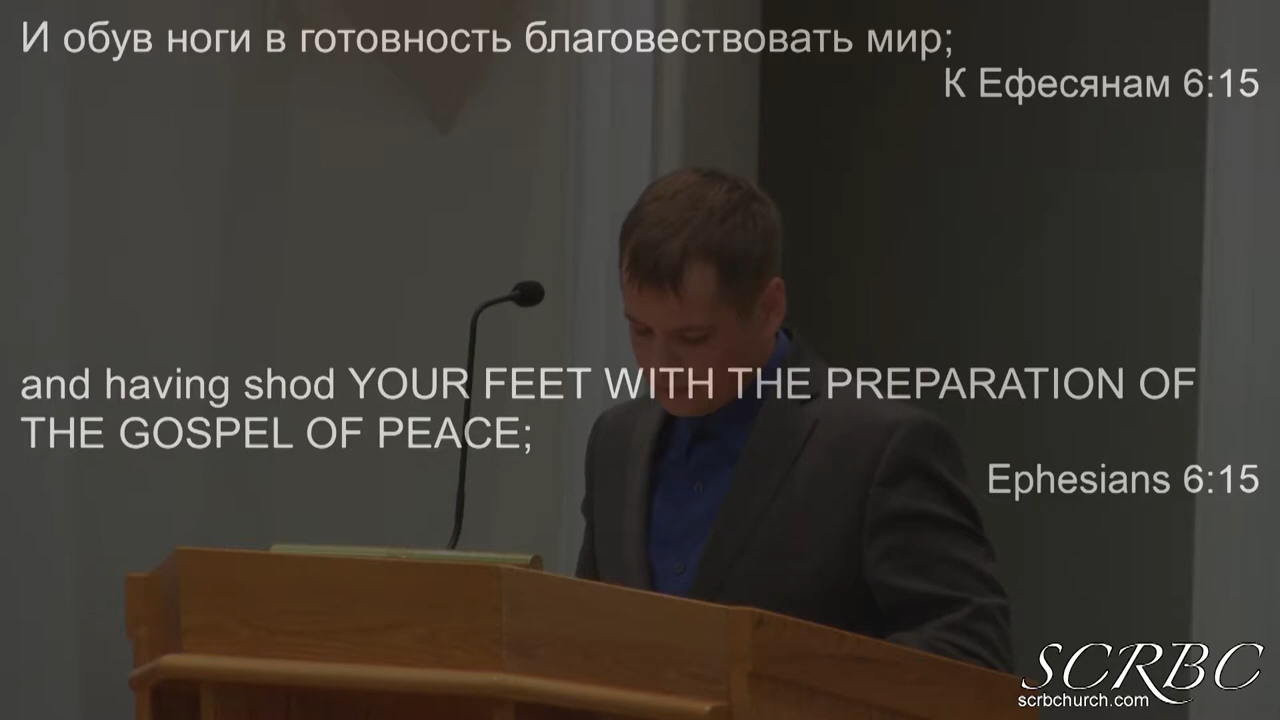 И обув ноги в готовность благовествовать мир;
К Ефесянам 6:15
and having shod YOUR FEET WITH THE PREPARATION OF
THE GOSPEL OF PEACE;
Ephesians 6:15
SCRBC
scrbchurch.com